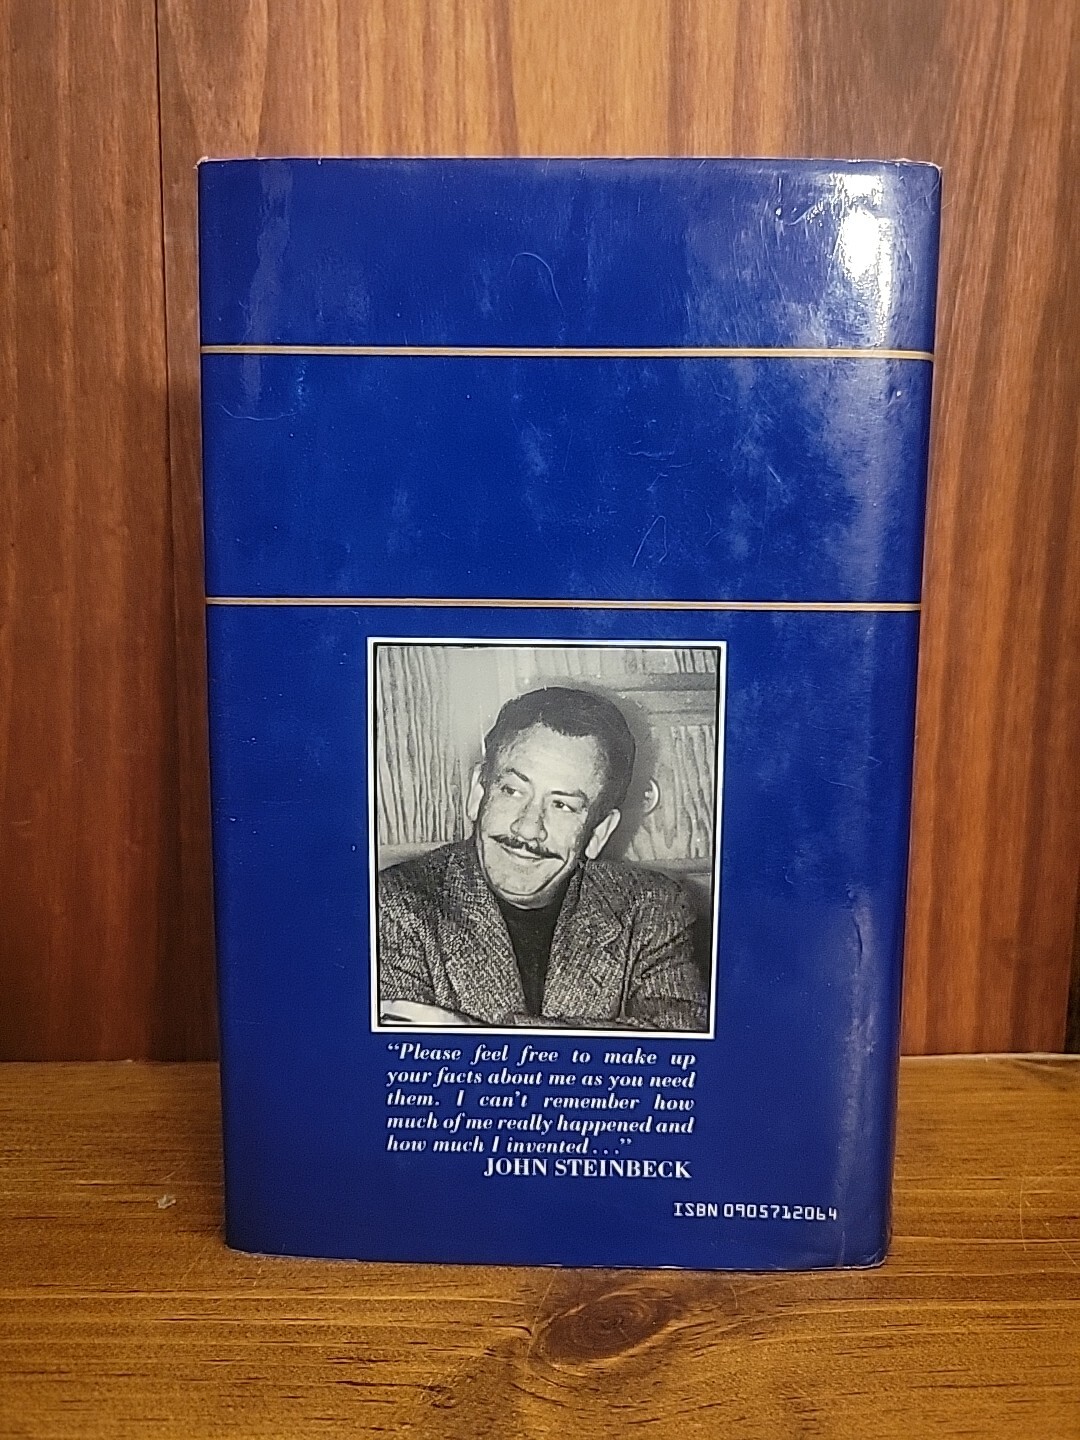 “Please feel free to make up
your facts about me as you need
them. I can’t remember how
much of me really happened and
how much I invented...”
JOHN STEINBECK
ISBN 0905712064